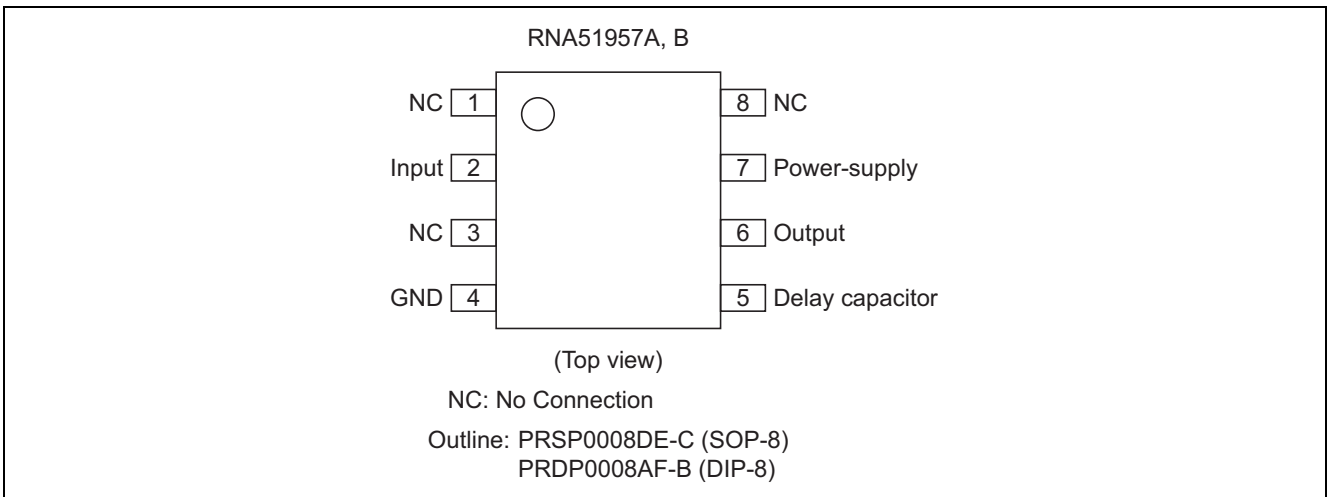 RNA51957A, B
NC 1 8 NC
Input 2 7 Power-supply
NC 3 6 Output
GND 4 5 Delay capacitor
(Top view)
NC: No Connection
Outline: PRSP0008DE-C (SOP-8)
PRDP0008AF-B (DIP-8)